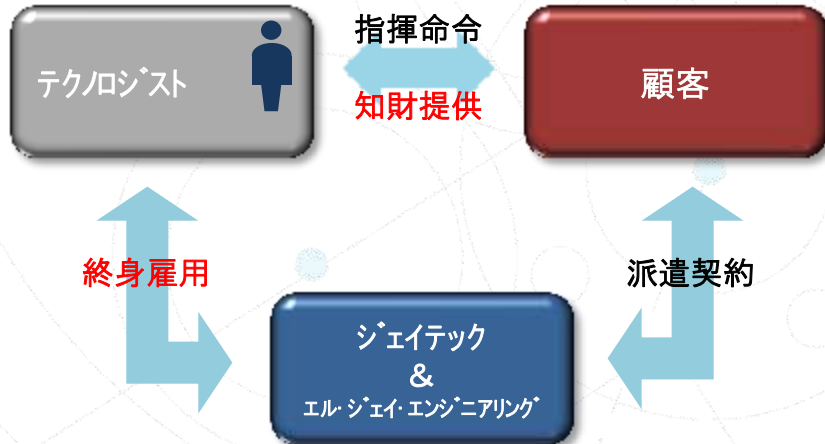 指揮命令
テクノロジスト
顧客
知財提供
終身雇用
派遣契約
ジェイテック
&
エル・ジェイ・エンジニアリング